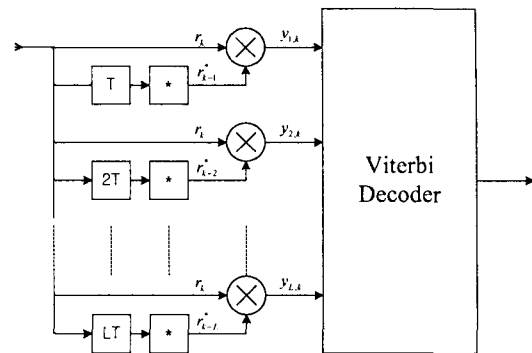 r_k
y_{1,k}
T
*
r*_{k-1}
r_k
y_{2,k}
2T
*
r*_{k-2}
Viterbi
Decoder
r_k
y_{L,k}
LT
*
r*_{k-L}